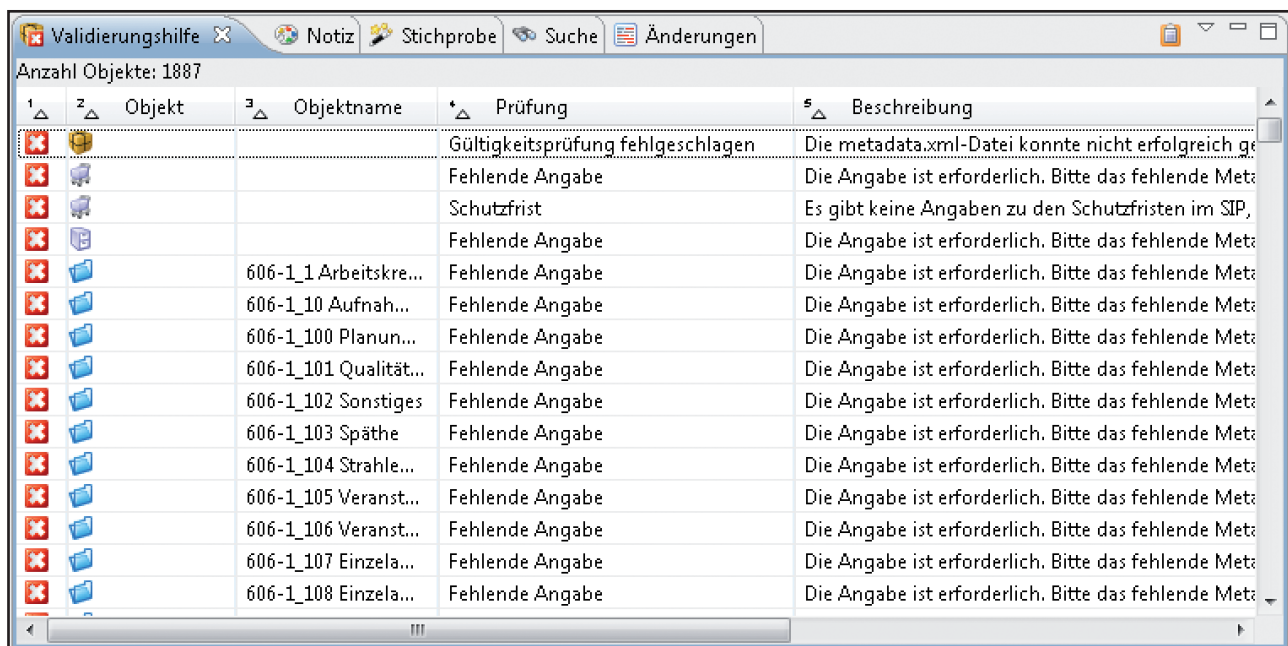 Validierungshilfe Notiz Stichprobe Suche Änderungen
Anzahl Objekte: 1887
1 2 Objekt 3 Objektname 4 Prüfung 5 Beschreibung
Gültigkeitsprüfung fehlgeschlagen Die metadata.xml-Datei konnte nicht erfolgreich ge
Fehlende Angabe Die Angabe ist erforderlich. Bitte das fehlende Meta
Schutzfrist Es gibt keine Angaben zu den Schutzfristen im SIP,
Fehlende Angabe Die Angabe ist erforderlich. Bitte das fehlende Meta
606-1_1 Arbeitskre... Fehlende Angabe Die Angabe ist erforderlich. Bitte das fehlende Meta
606-1_10 Aufnah... Fehlende Angabe Die Angabe ist erforderlich. Bitte das fehlende Meta
606-1_100 Planun... Fehlende Angabe Die Angabe ist erforderlich. Bitte das fehlende Meta
606-1_101 Qualität... Fehlende Angabe Die Angabe ist erforderlich. Bitte das fehlende Meta
606-1_102 Sonstiges Fehlende Angabe Die Angabe ist erforderlich. Bitte das fehlende Meta
606-1_103 Späthe Fehlende Angabe Die Angabe ist erforderlich. Bitte das fehlende Meta
606-1_104 Strahle... Fehlende Angabe Die Angabe ist erforderlich. Bitte das fehlende Meta
606-1_105 Veranst... Fehlende Angabe Die Angabe ist erforderlich. Bitte das fehlende Meta
606-1_106 Veranst... Fehlende Angabe Die Angabe ist erforderlich. Bitte das fehlende Meta
606-1_107 Einzela... Fehlende Angabe Die Angabe ist erforderlich. Bitte das fehlende Meta
606-1_108 Einzela... Fehlende Angabe Die Angabe ist erforderlich. Bitte das fehlende Meta